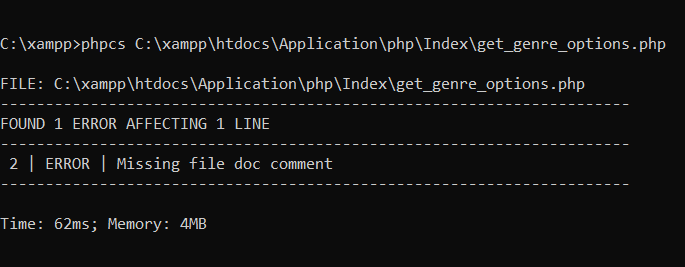 C:\xampp>phpcs C:\xampp\htdocs\Application\php\Index\get_genre_options.php
FILE: C:\xampp\htdocs\Application\php\Index\get_genre_options.php
----------------------------------------------------------------------
FOUND 1 ERROR AFFECTING 1 LINE
----------------------------------------------------------------------
 2 | ERROR | Missing file doc comment
----------------------------------------------------------------------
Time: 62ms; Memory: 4MB